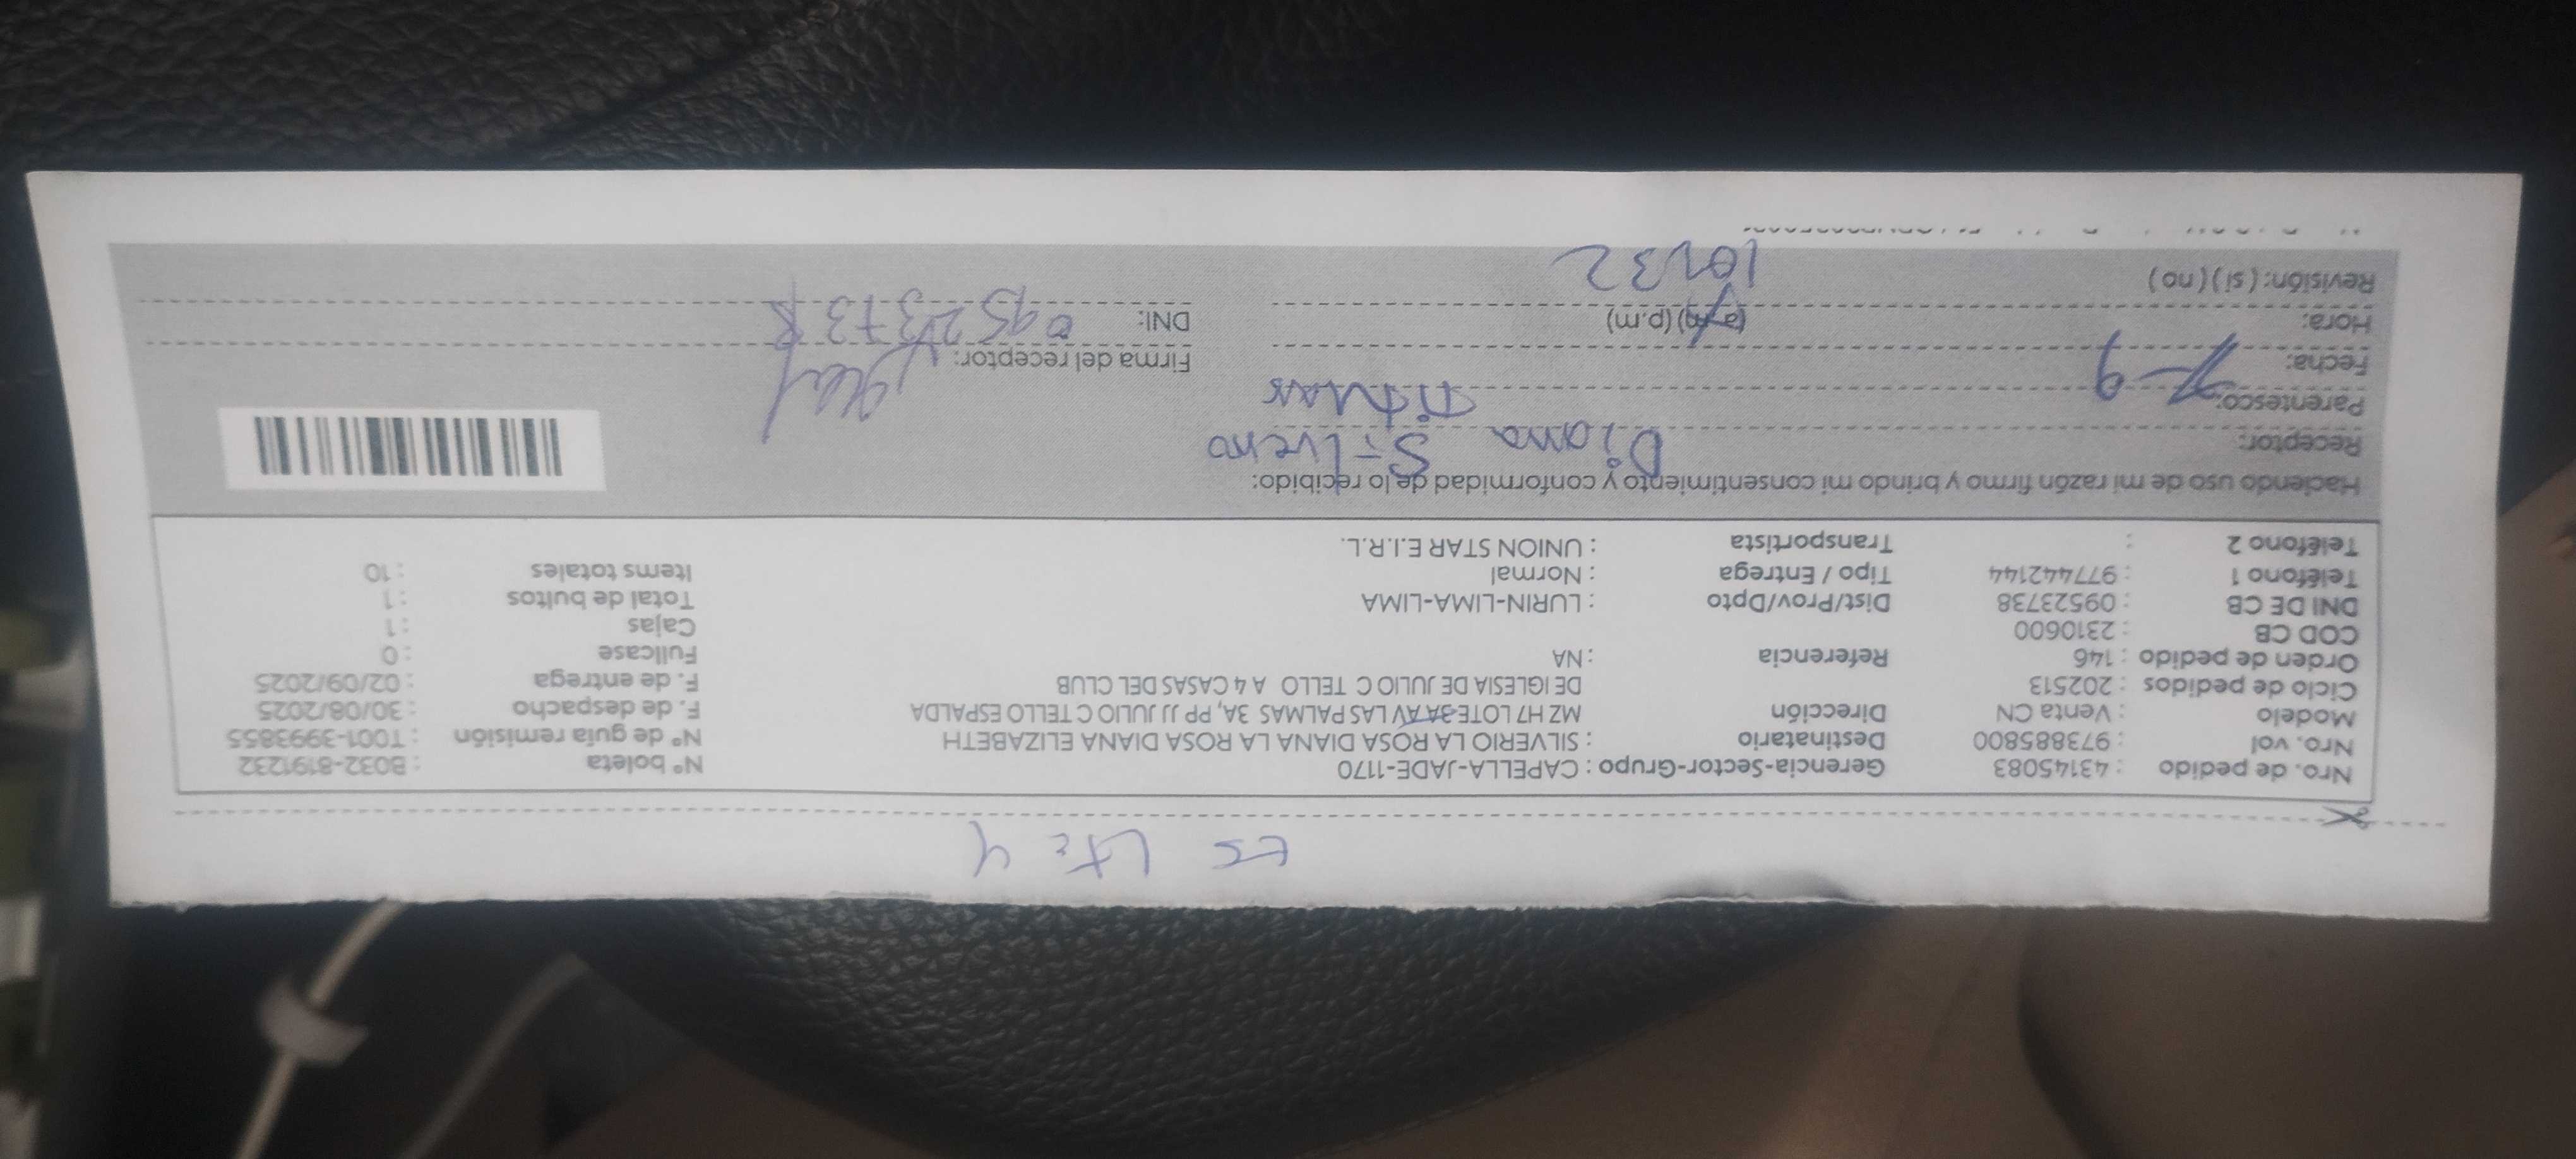 ES Lte 4
Nro. de pedido : 43145083 Gerencia-Sector-Grupo : CAPELLA-JADE-1170 N° boleta : B032-8191232
Nro. vol : 973885800 Destinatario : SILVERIO LA ROSA DIANA LA ROSA DIANA ELIZABETH N° de guía remisión : T001-3993855
Modelo : Venta CN Dirección MZ H7 LOTE 3A AV LAS PALMAS 3A, PP JJ JULIO C TELLO ESPALDA F. de despacho : 30/08/2025
Ciclo de pedidos : 202513 DE IGLESIA DE JULIO C TELLO A 4 CASAS DEL CLUB F. de entrega : 02/09/2025
Orden de pedido : 146 Referencia : NA Fullcase : 0
COD CB : 2310600 Cajas : 1
DNI DE CB : 09523738 Dist/Prov/Dpto : LURIN-LIMA-LIMA Total de bultos : 1
Teléfono 1 : 977442144 Tipo / Entrega : Normal Items totales : 10
Teléfono 2 : Transportista : UNION STAR E.I.R.L.
Haciendo uso de mi razón firmo y brindo mi consentimiento y conformidad de lo recibido:
Receptor: Diana Silverio
Parentesco: Titular
Fecha: 7-9 Firma del receptor:
Hora: (a.m) (p.m) DNI: 09523738
Revisión: ( si ) ( no ) 10:32